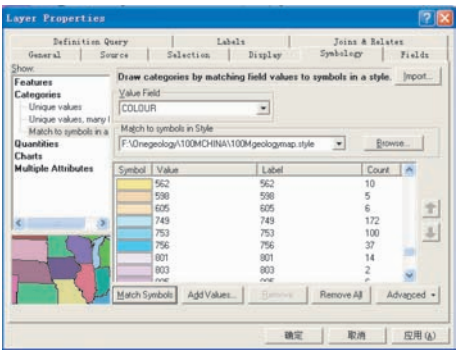 Layer Properties
Definition Query Labels Joins & Relates
General Source Selection Display Symbology Fields
Show:
Features
Categories
Unique values
Unique values, many
Match to symbols in a
Quantities
Charts
Multiple Attributes
Draw categories by matching field values to symbols in a style.
Import...
Value Field
COLOUR
Match to symbols in Style
F:\Onegeology\100MCHINA\100Mgeologymap.style
Browse...
Symbol Value Label Count
562 562 10
598 598 5
605 605 6
749 749 172
753 753 100
756 756 37
801 801 14
803 803 2
Match Symbols Add Values... Remove Remove All Advanced
确定 取消 应用(A)